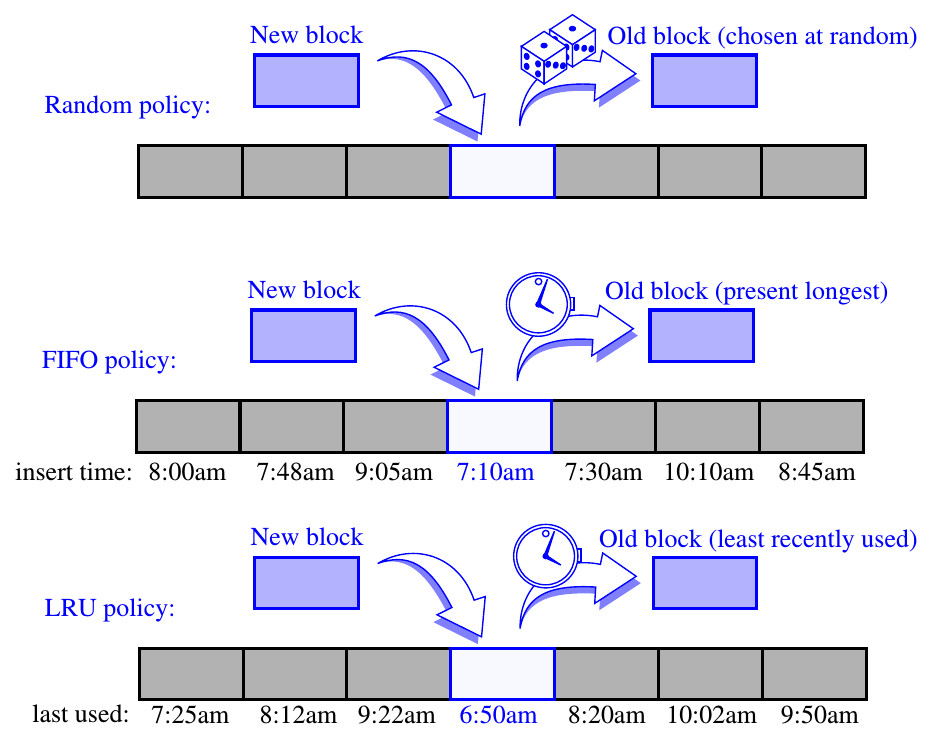 New block
Old block (chosen at random)
Random policy:
New block
Old block (present longest)
FIFO policy:
insert time: 8:00am 7:48am 9:05am 7:10am 7:30am 10:10am 8:45am
New block
Old block (least recently used)
LRU policy:
last used: 7:25am 8:12am 9:22am 6:50am 8:20am 10:02am 9:50am